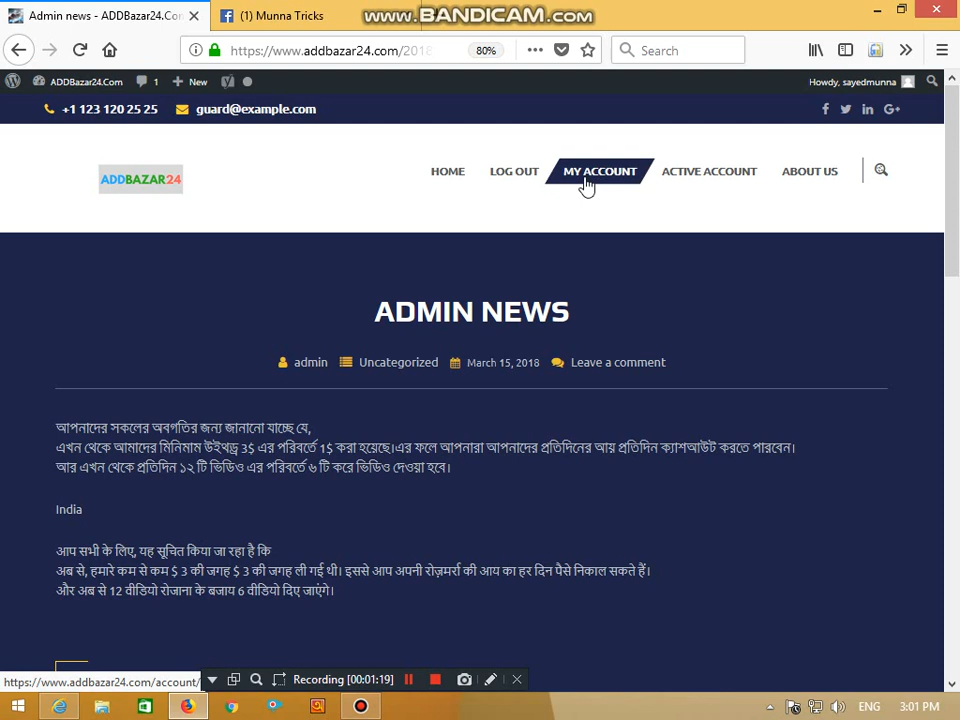 Admin news - ADDBazar24.Con
(1) Munna Tricks
www.BANDICAM.com
https://www.addbazar24.com/2018
80%
Search
ADDBazar24.Com
1
New
Howdy, sayedmunna
+1 123 120 25 25
guard@example.com
ADDBAZAR24
HOME
LOG OUT
MY ACCOUNT
ACTIVE ACCOUNT
ABOUT US
ADMIN NEWS
admin
Uncategorized
March 15, 2018
Leave a comment
আপনাদের সকলের অবগতির জন্য জানানো যাচ্ছে যে,
এখন থেকে আমাদের মিনিমাম উইথড্র 3$ এর পরিবর্তে 1$ করা হয়েছে।এর ফলে আপনারা আপনাদের প্রতিদিনের আয় প্রতিদিন ক্যাশআউট করতে পারবেন।
আর এখন থেকে প্রতিদিন ১২ টি ভিডিও এর পরিবর্তে ৬ টি করে ভিডিও দেওয়া হবে।
India
आप सभी के लिए, यह सूचित किया जा रहा है कि
अब से, हमारे कम से कम $ 3 की जगह $ 3 की जगह ली गई थी। इससे आप अपनी रोज़मर्रा की आय का हर दिन पैसे निकाल सकते हैं।
और अब से 12 वीडियो रोजाना के बजाय 6 वीडियो दिए जाएंगे।
https://www.addbazar24.com/account/
Recording [00:01:19]
ENG
3:01 PM